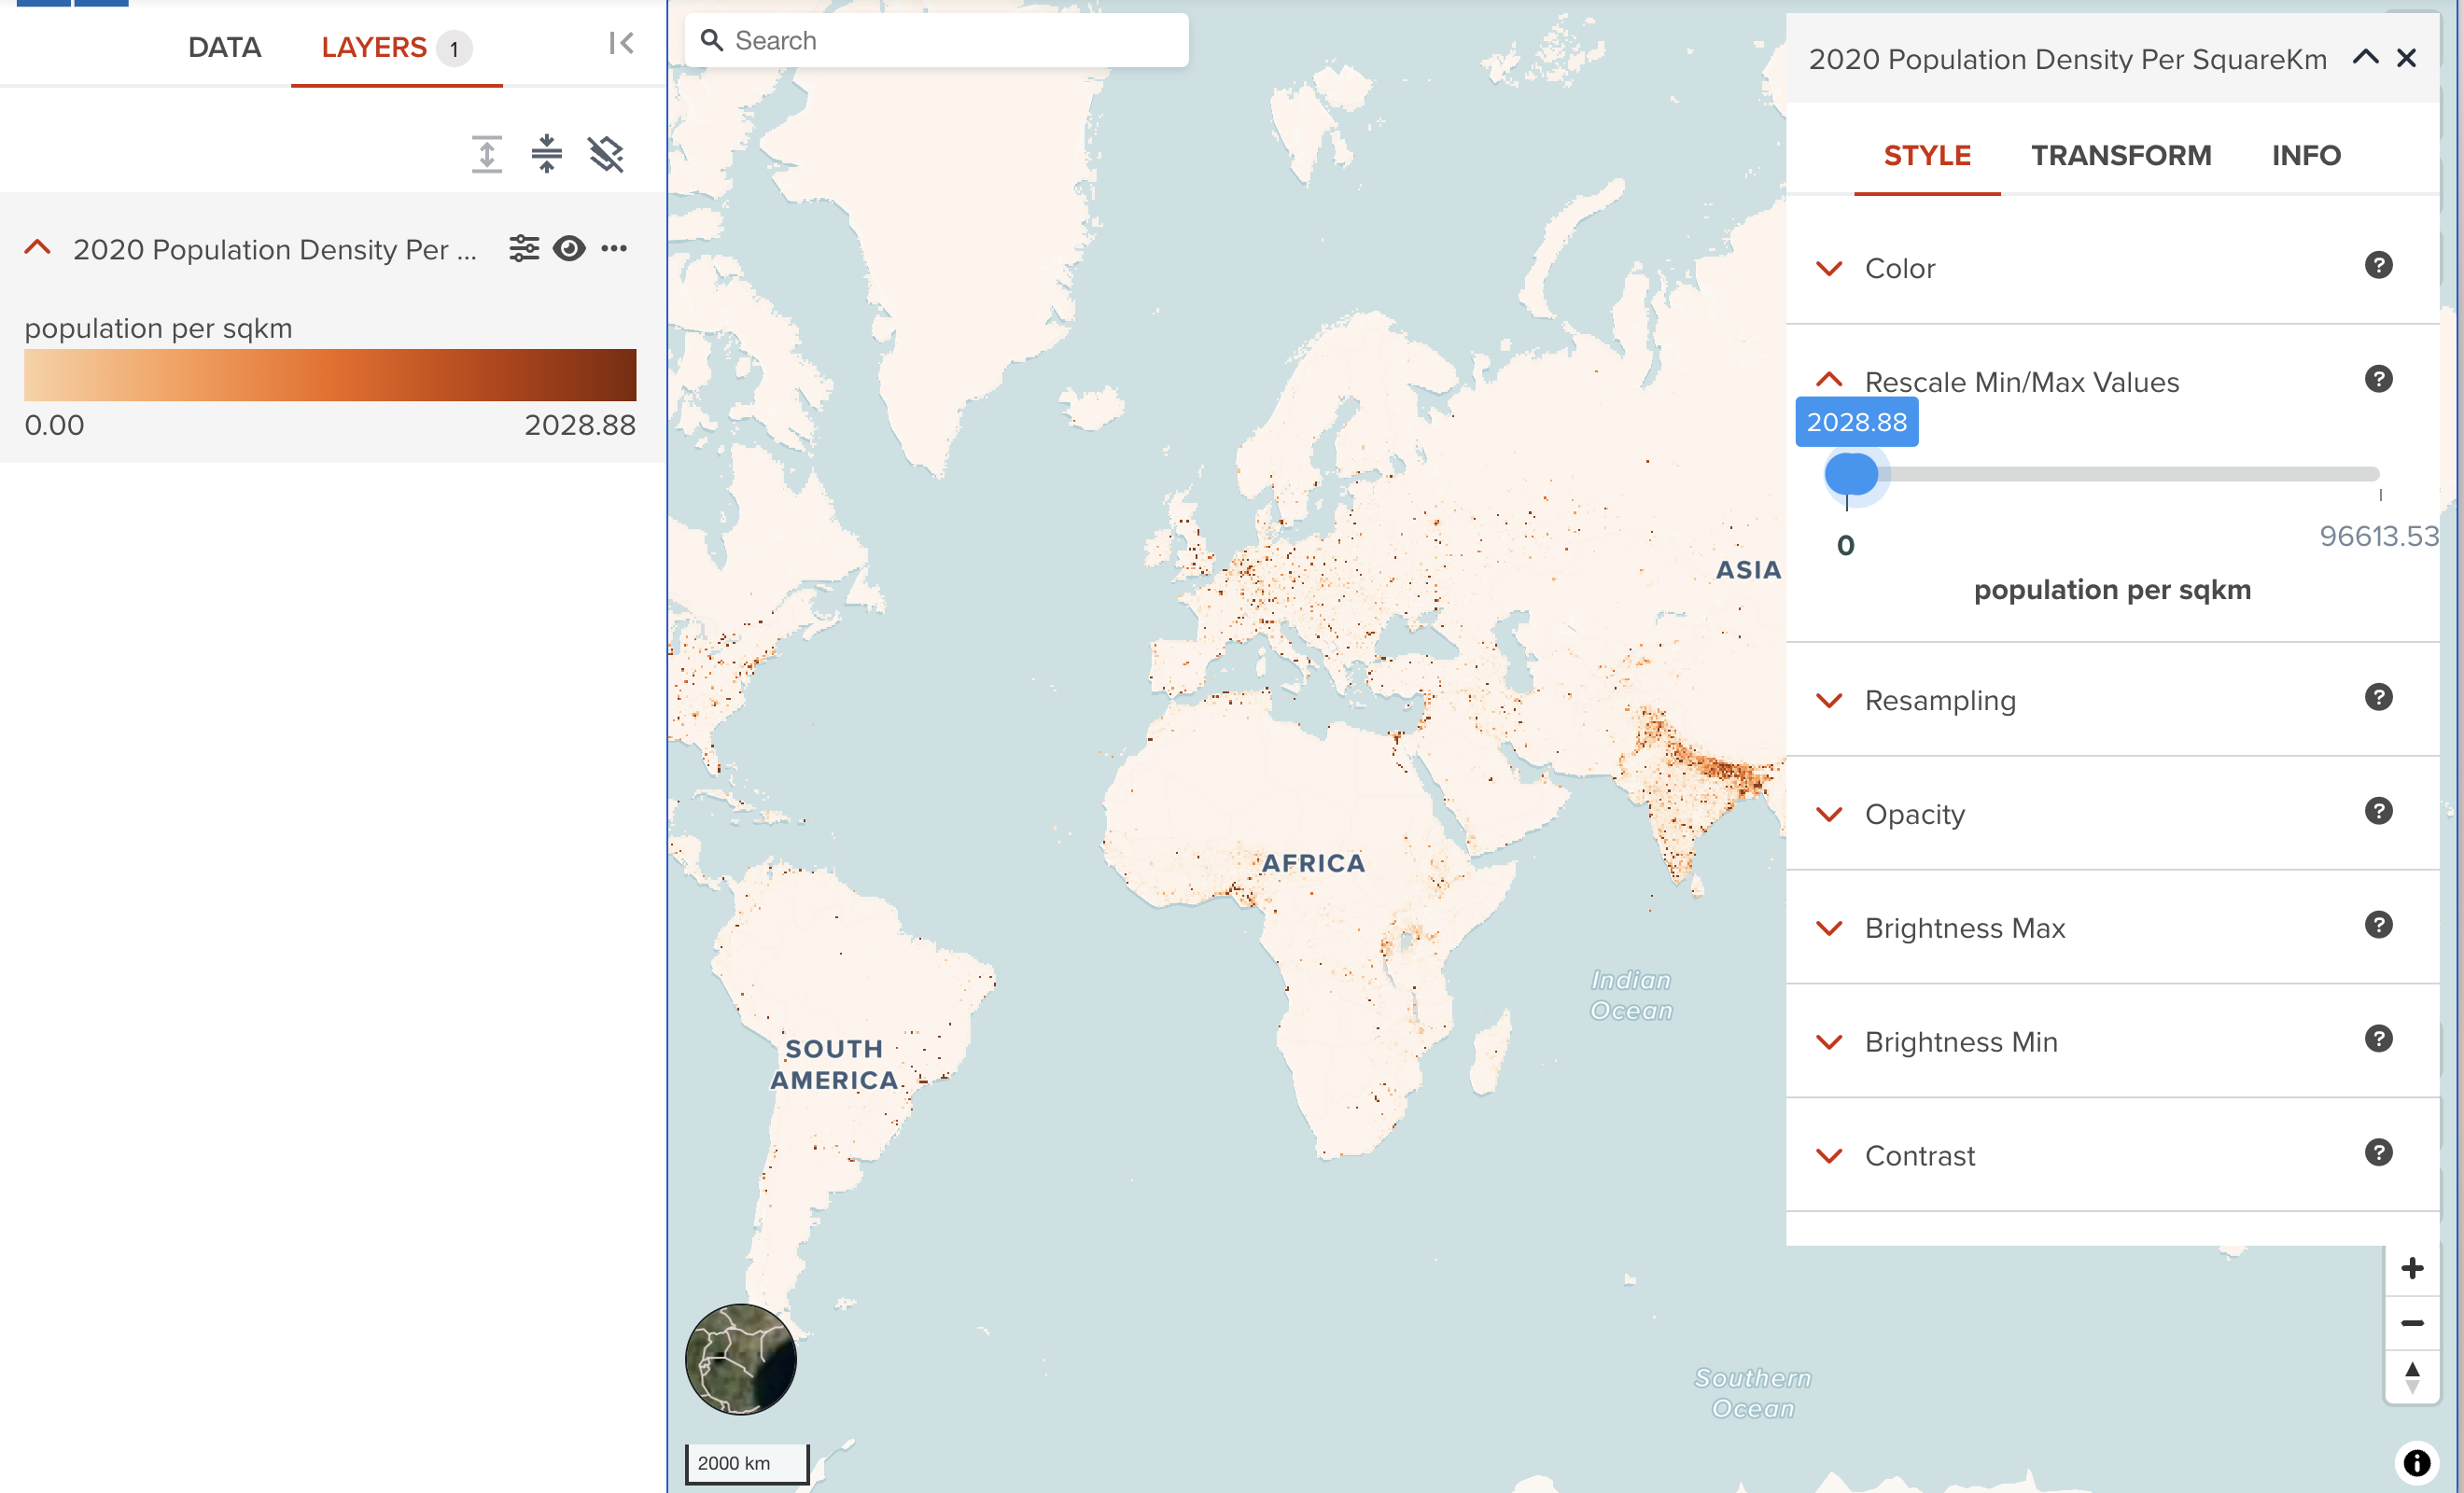 DATA
LAYERS 1
2020 Population Density Per ...
population per sqkm
0.00
2028.88
Search
ASIA
AFRICA
SOUTH
AMERICA
Indian
Ocean
Southern
Ocean
2000 km
2020 Population Density Per SquareKm
STYLE
TRANSFORM
INFO
Color
Rescale Min/Max Values
2028.88
0
96613.53
population per sqkm
Resampling
Opacity
Brightness Max
Brightness Min
Contrast